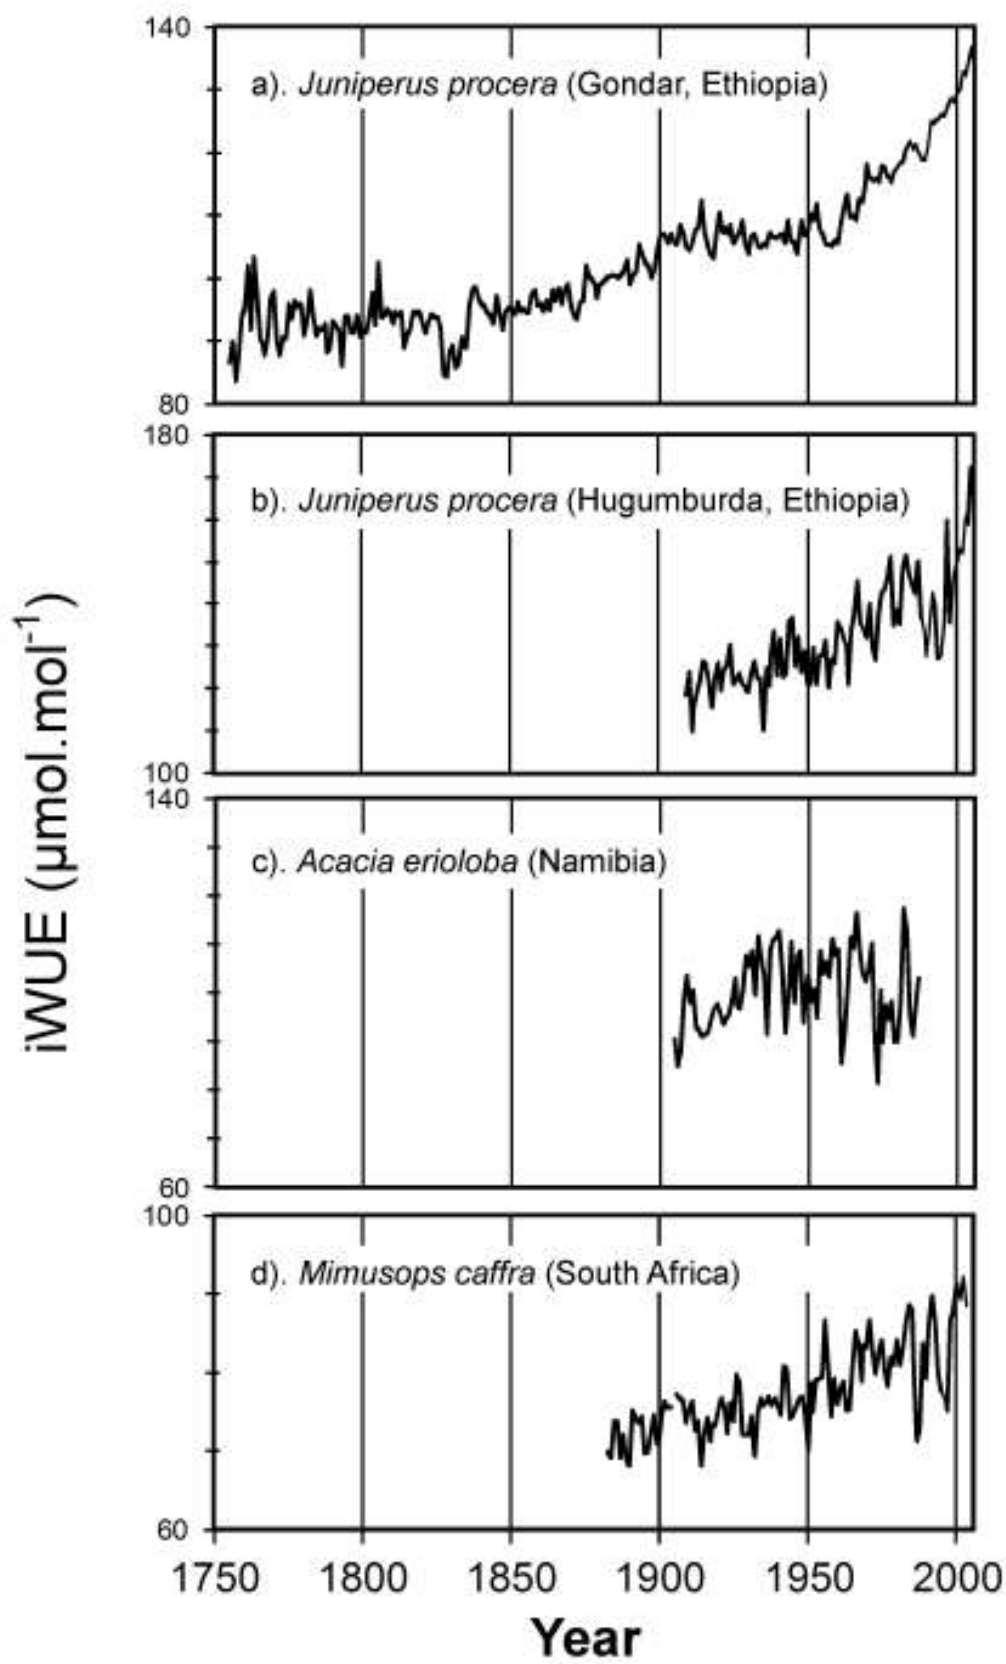 140
a). Juniperus procera (Gondar, Ethiopia)
80
180
b). Juniperus procera (Hugumburda, Ethiopia)
100
140
c). Acacia erioloba (Namibia)
60
100
d). Mimusops caffra (South Africa)
60
1750 1800 1850 1900 1950 2000
Year
iWUE (µmol.mol⁻¹)